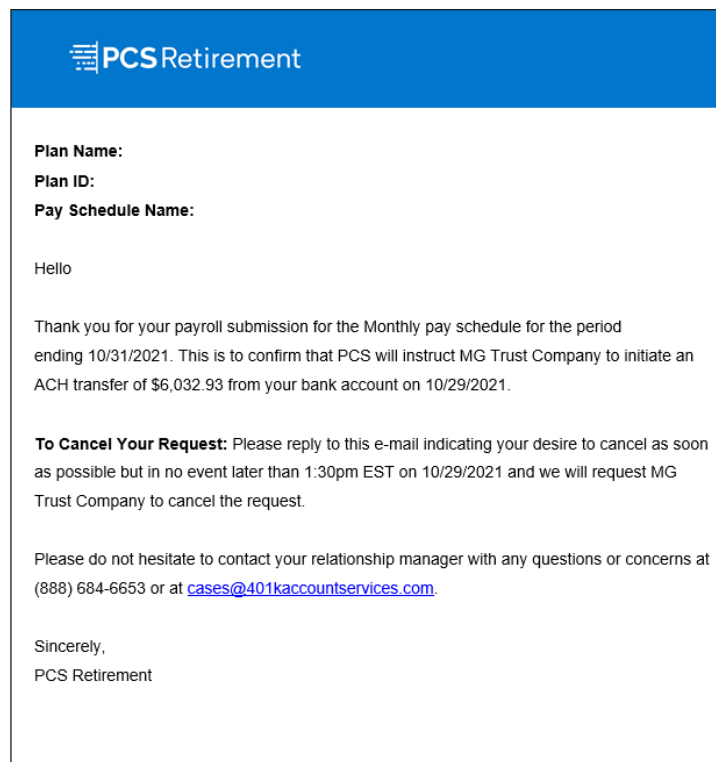 PCS Retirement
Plan Name:
Plan ID:
Pay Schedule Name:
Hello
Thank you for your payroll submission for the Monthly pay schedule for the period
ending 10/31/2021. This is to confirm that PCS will instruct MG Trust Company to initiate an
ACH transfer of $6,032.93 from your bank account on 10/29/2021.
To Cancel Your Request: Please reply to this e-mail indicating your desire to cancel as soon
as possible but in no event later than 1:30pm EST on 10/29/2021 and we will request MG
Trust Company to cancel the request.
Please do not hesitate to contact your relationship manager with any questions or concerns at
(888) 684-6653 or at cases@401kaccountservices.com.
Sincerely,
PCS Retirement